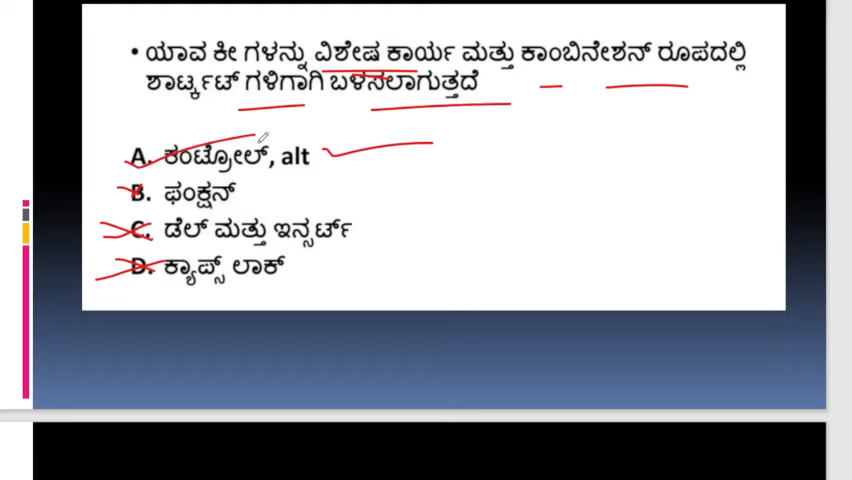 • ಯಾವ ಕೀ ಗಳನ್ನು ವಿಶೇಷ ಕಾರ್ಯ ಮತ್ತು ಕಾಂಬಿನೇಶನ್ ರೂಪದಲ್ಲಿ
ಶಾರ್ಟ್ಕಟ್ ಗಳಿಗಾಗಿ ಬಳಸಲಾಗುತ್ತದೆ
A. ಕಂಟ್ರೋಲ್, alt
B. ಫಂಕ್ಷನ್
C. ಡೆಲ್ ಮತ್ತು ಇನ್ಸರ್ಟ್
D. ಕ್ಯಾಪ್ಸ್ ಲಾಕ್